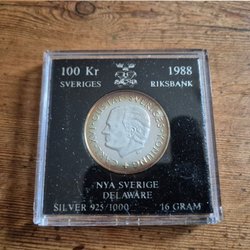 100 Kr 1988
SVERIGES RIKSBANK
NYA SVERIGE
DELAWARE
SILVER 925/1000 16 GRAM